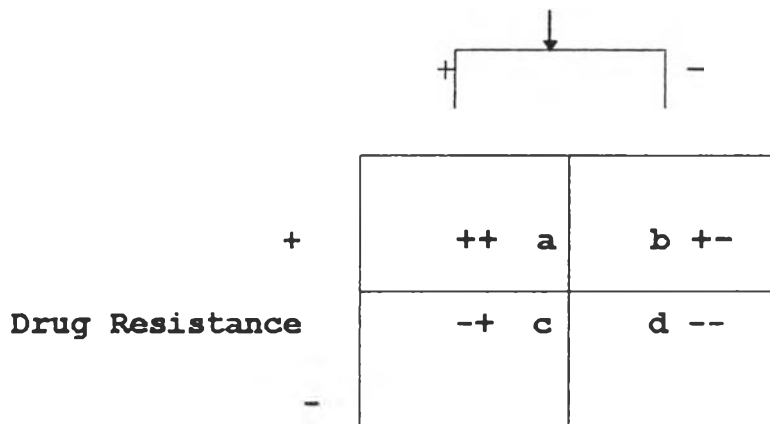 + -
+ ++ a b +-
Drug Resistance -+ c d --
-